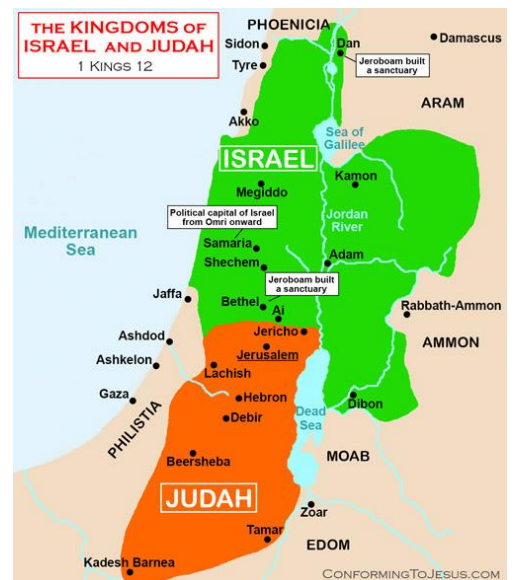 THE KINGDOMS OF
ISRAEL AND JUDAH
1 KINGS 12
PHOENICIA
Sidon
Dan
Damascus
Tyre
Jeroboam built
a sanctuary
ARAM
Akko
Sea of
Galilee
ISRAEL
Kamon
Megiddo
Political capital of Israel
from Omri onward
Jordan
River
Mediterranean
Sea
Samaria
Adam
Shechem
Jeroboam built
a sanctuary
Jaffa
Bethel
Ai
Rabbath-Ammon
Jericho
Ashdod
AMMON
Jerusalem
Ashkelon
Lachish
Gaza
Hebron
Dibon
Dead
Sea
Debir
PHILISTIA
MOAB
Beersheba
JUDAH
Zoar
Tamar
EDOM
Kadesh Barnea
CONFORMINGTOJESUS.COM